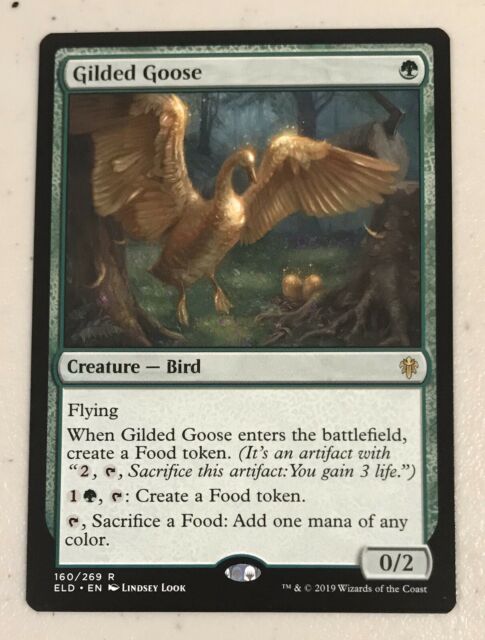 Gilded Goose
Creature — Bird
Flying
When Gilded Goose enters the battlefield,
create a Food token. (It's an artifact with
"2, , Sacrifice this artifact:You gain 3 life.")
1, : Create a Food token.
, Sacrifice a Food: Add one mana of any
color.
0/2
160/269 R
ELD • EN Lindsey Look
™ & © 2019 Wizards of the Coast